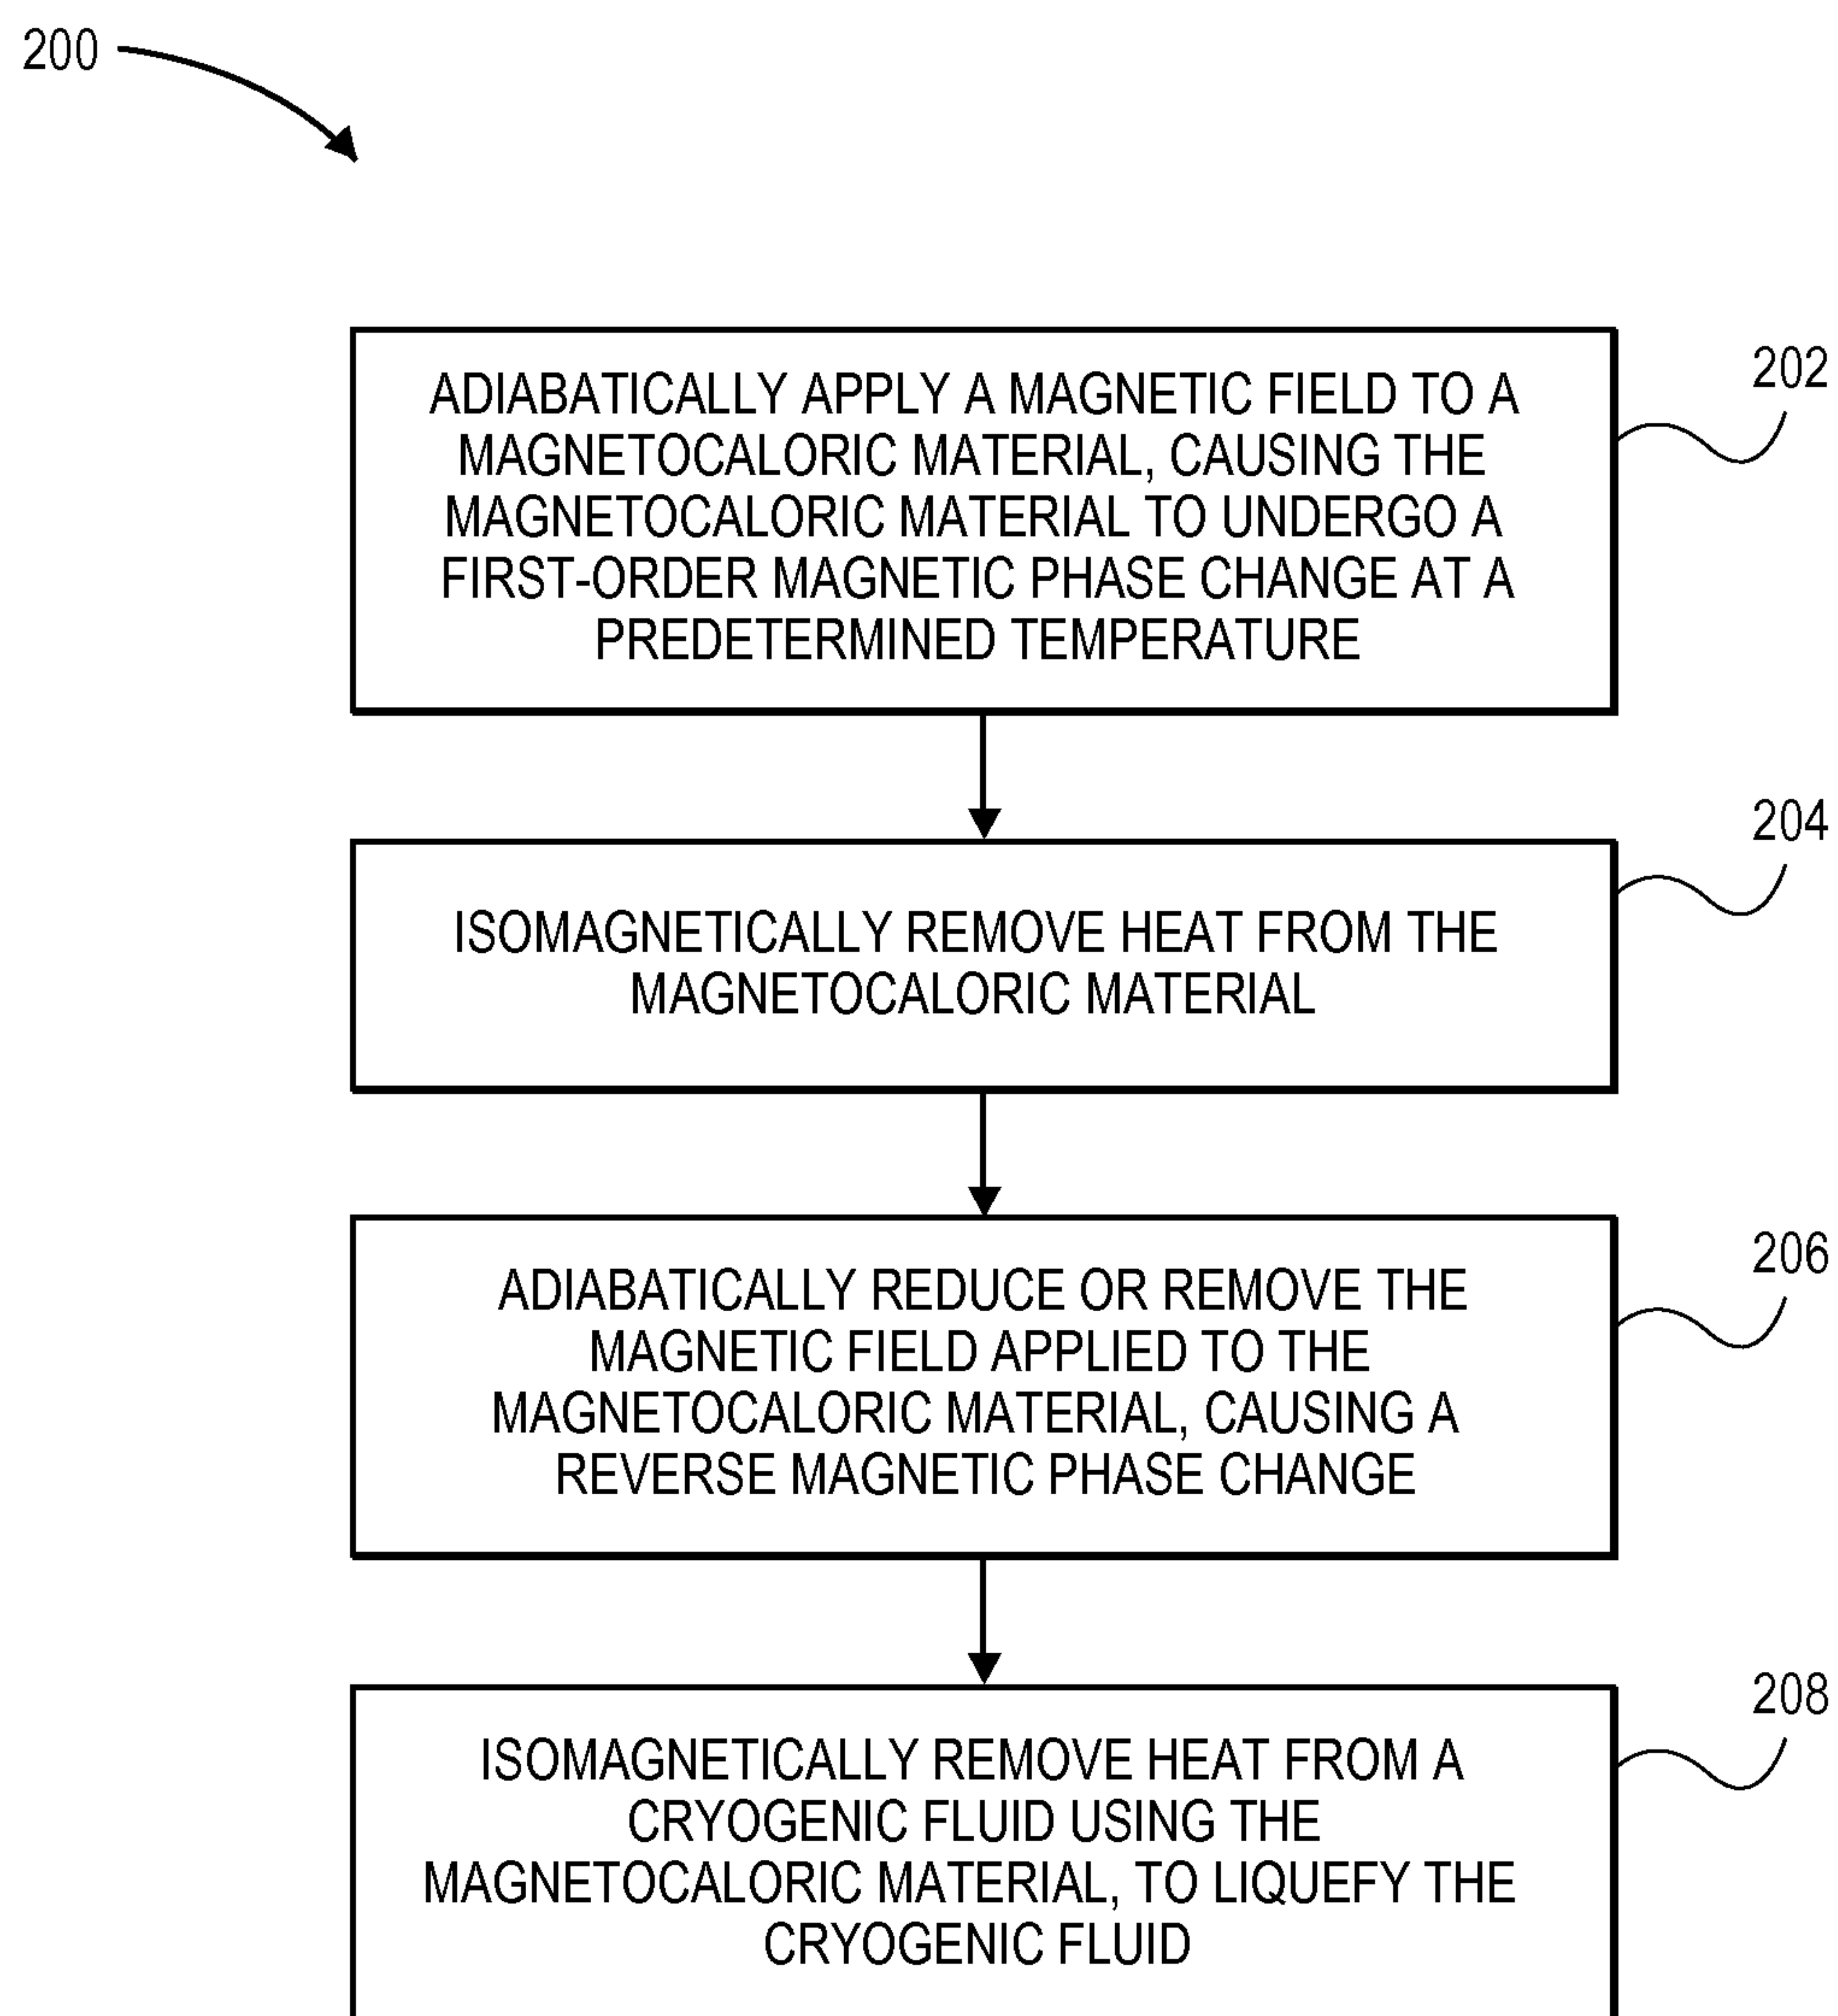 200
ADIABATICALLY APPLY A MAGNETIC FIELD TO A
MAGNETOCALORIC MATERIAL, CAUSING THE
MAGNETOCALORIC MATERIAL TO UNDERGO A
FIRST-ORDER MAGNETIC PHASE CHANGE AT A
PREDETERMINED TEMPERATURE
202
ISOMAGNETICALLY REMOVE HEAT FROM THE
MAGNETOCALORIC MATERIAL
204
ADIABATICALLY REDUCE OR REMOVE THE
MAGNETIC FIELD APPLIED TO THE
MAGNETOCALORIC MATERIAL, CAUSING A
REVERSE MAGNETIC PHASE CHANGE
206
ISOMAGNETICALLY REMOVE HEAT FROM A
CRYOGENIC FLUID USING THE
MAGNETOCALORIC MATERIAL, TO LIQUEFY THE
CRYOGENIC FLUID
208